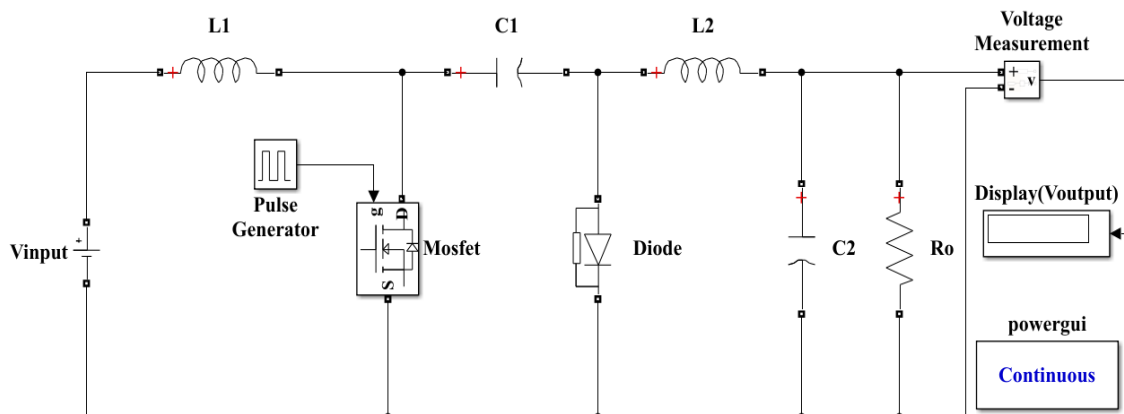 L1
C1
L2
Voltage
Measurement
+
-
v
Pulse
Generator
g
D
S
Mosfet
Vinput
+
Diode
C2
Ro
Display(Voutput)
powergui
Continuous